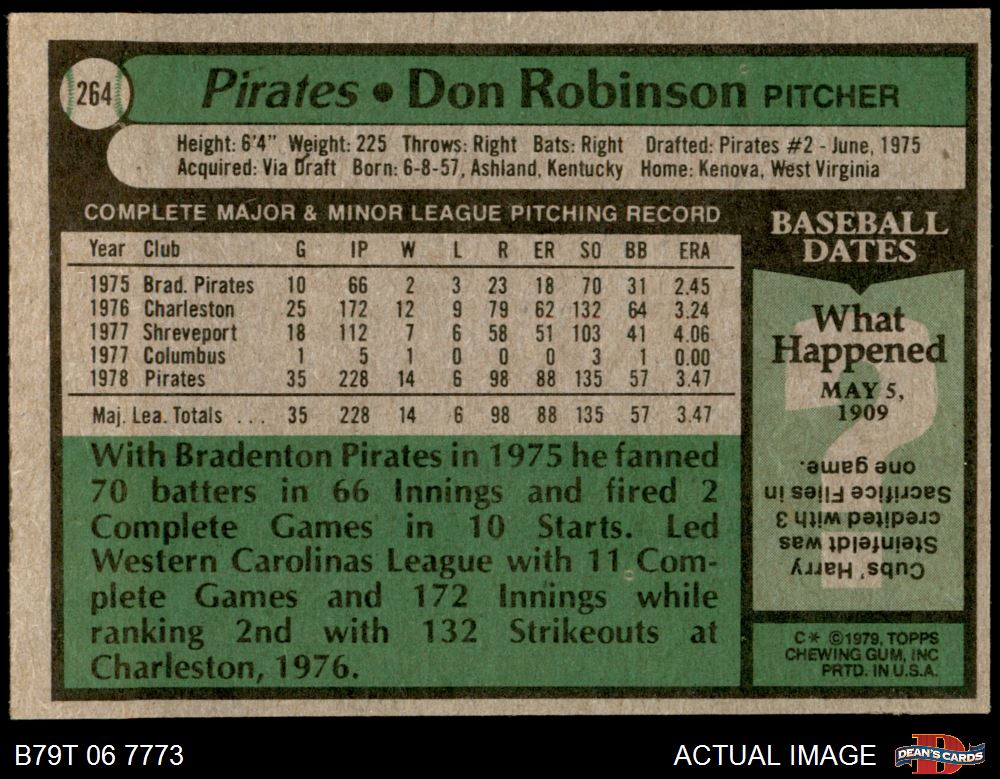 264
Pirates • Don Robinson PITCHER
Height: 6'4" Weight: 225 Throws: Right Bats: Right Drafted: Pirates #2 - June, 1975
Acquired: Via Draft Born: 6-8-57, Ashland, Kentucky Home: Kenova, West Virginia
COMPLETE MAJOR & MINOR LEAGUE PITCHING RECORD
Year Club G IP W L R ER SO BB ERA
1975 Brad. Pirates 10 66 2 3 23 18 70 31 2.45
1976 Charleston 25 172 12 9 79 62 132 64 3.24
1977 Shreveport 18 112 7 6 58 51 103 41 4.06
1977 Columbus 1 5 1 0 0 0 3 1 0.00
1978 Pirates 35 228 14 6 98 88 135 57 3.47
Maj. Lea. Totals ... 35 228 14 6 98 88 135 57 3.47
With Bradenton Pirates in 1975 he fanned
70 batters in 66 Innings and fired 2
Complete Games in 10 Starts. Led
Western Carolinas League with 11 Com-
plete Games and 172 Innings while
ranking 2nd with 132 Strikeouts at
Charleston, 1976.
BASEBALL
DATES
What
Happened
MAY 5,
1909
Cubs' Harry
Steinfeldt was
credited with 3
Sacrifice Flies in
one game.
C* ©1979, TOPPS
CHEWING GUM, INC
PRTD. IN U.S.A.
B79T 06 7773
ACTUAL IMAGE
DEAN'S CARDS